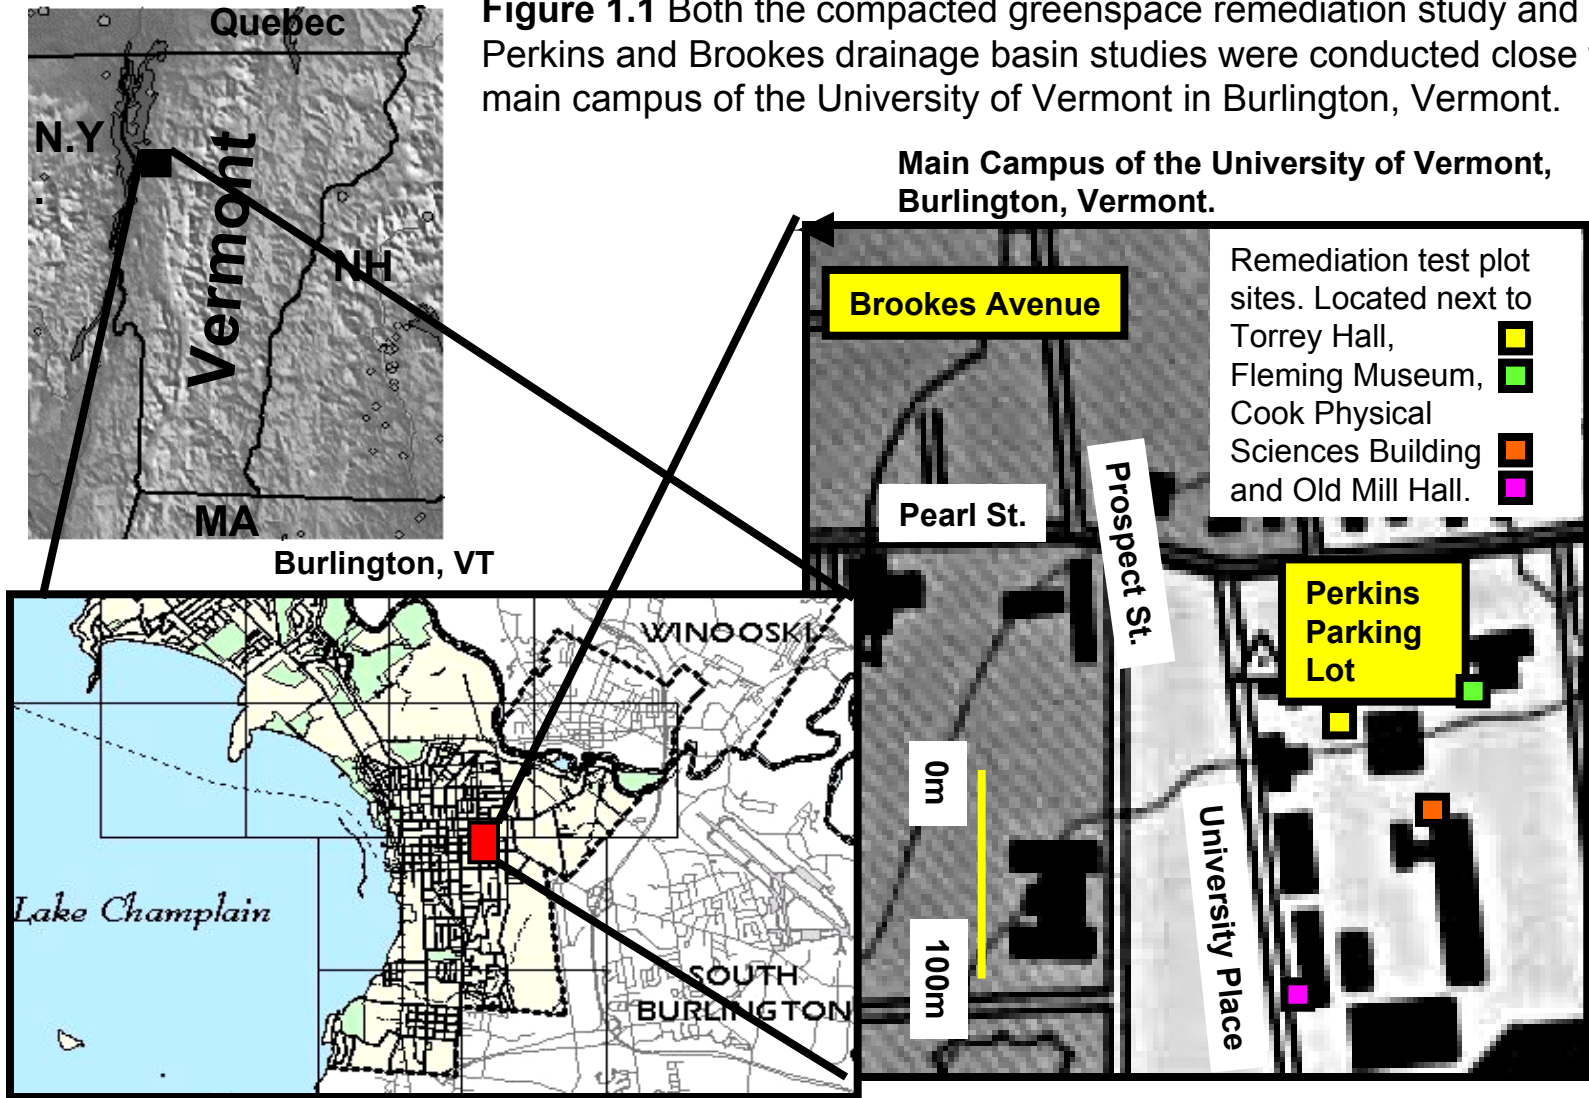 Figure 1.1 Both the compacted greenspace remediation study and
Perkins and Brookes drainage basin studies were conducted close
main campus of the University of Vermont in Burlington, Vermont.
Quebec
N.Y
.
Vermont
NH
MA
Main Campus of the University of Vermont,
Burlington, Vermont.
Brookes Avenue
Remediation test plot
sites. Located next to
Torrey Hall,
Fleming Museum,
Cook Physical
Sciences Building
and Old Mill Hall.
Pearl St.
Prospect St.
Perkins
Parking
Lot
0m
100m
University Place
Burlington, VT
WINOOSKI
Lake Champlain
SOUTH
BURLINGTON